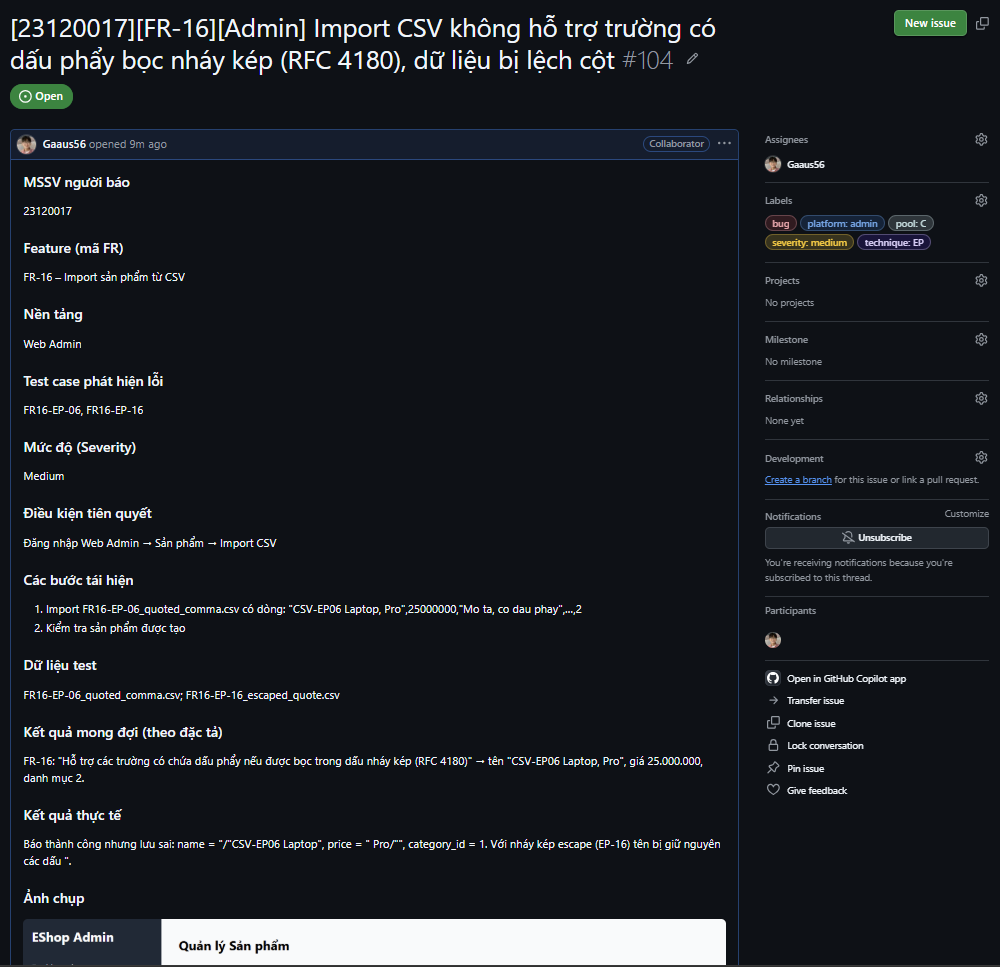 [23120017][FR-16][Admin] Import CSV không hỗ trợ trường có
dấu phẩy bọc nháy kép (RFC 4180), dữ liệu bị lệch cột #104
New issue
Open
Gaaus56 opened 9m ago
Collaborator
MSSV người báo
23120017
Feature (mã FR)
FR-16 – Import sản phẩm từ CSV
Nền tảng
Web Admin
Test case phát hiện lỗi
FR16-EP-06, FR16-EP-16
Mức độ (Severity)
Medium
Điều kiện tiên quyết
Đăng nhập Web Admin → Sản phẩm → Import CSV
Các bước tái hiện
1. Import FR16-EP-06_quoted_comma.csv có dòng: "CSV-EP06 Laptop, Pro",25000000,"Mo ta, co dau phay",...,2
2. Kiểm tra sản phẩm được tạo
Dữ liệu test
FR16-EP-06_quoted_comma.csv; FR16-EP-16_escaped_quote.csv
Kết quả mong đợi (theo đặc tả)
FR-16: "Hỗ trợ các trường có chứa dấu phẩy nếu được bọc trong dấu nháy kép (RFC 4180)" → tên "CSV-EP06 Laptop, Pro", giá 25.000.000,
danh mục 2.
Kết quả thực tế
Báo thành công nhưng lưu sai: name = "/"CSV-EP06 Laptop", price = " Pro/"", category_id = 1. Với nháy kép escape (EP-16) tên bị giữ nguyên
các dấu ".
Ảnh chụp
EShop Admin
Quản lý Sản phẩm
Assignees
Gaaus56
Labels
bug
platform: admin
pool: C
severity: medium
technique: EP
Projects
No projects
Milestone
No milestone
Relationships
None yet
Development
Create a branch for this issue or link a pull request.
Notifications
Customize
Unsubscribe
You're receiving notifications because you're
subscribed to this thread.
Participants
Open in GitHub Copilot app
Transfer issue
Clone issue
Lock conversation
Pin issue
Give feedback